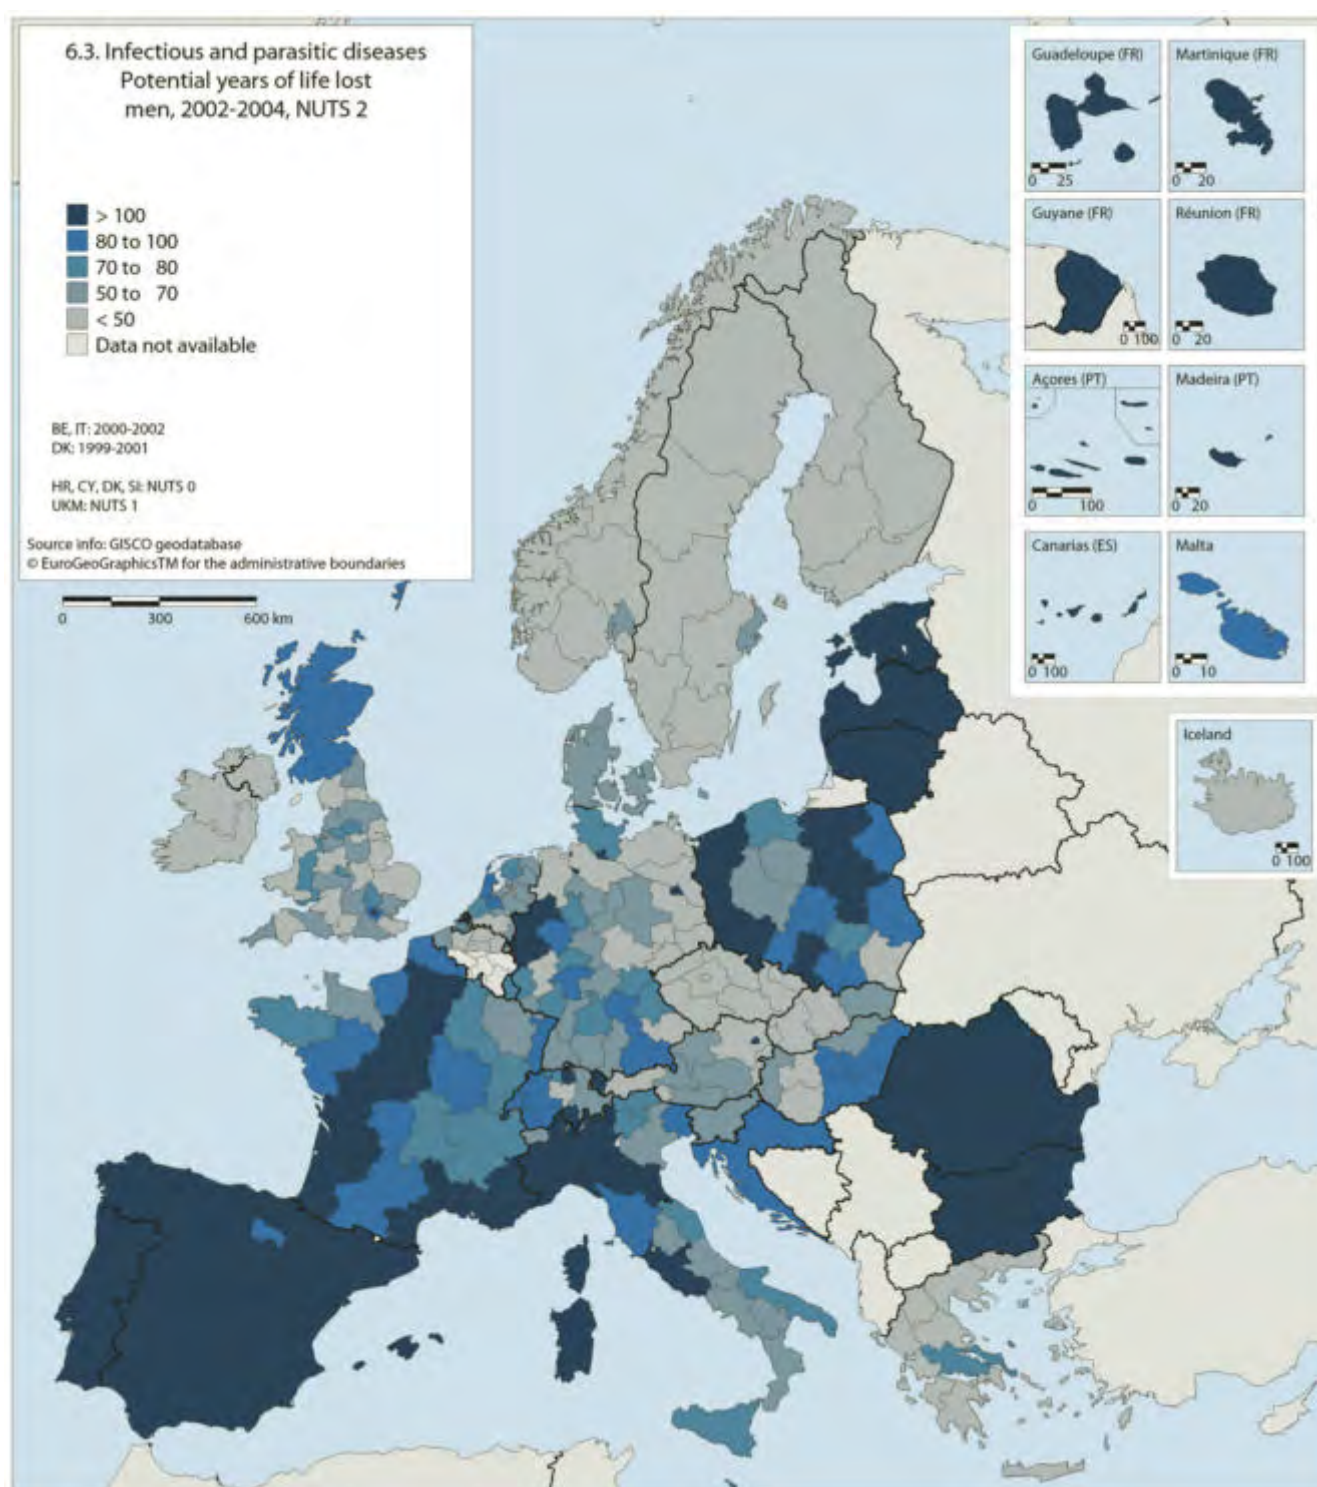 6.3. Infectious and parasitic diseases
Potential years of life lost
men, 2002-2004, NUTS 2
> 100
80 to 100
70 to 80
50 to 70
< 50
Data not available
BE, IT: 2000-2002
DK: 1999-2001
HR, CY, DK, SI: NUTS 0
UKM: NUTS 1
Source info: GISCO geodatabase
© EuroGeoGraphicsTM for the administrative boundaries
0 300 600 km
Guadeloupe (FR)
0 25
Martinique (FR)
0 20
Guyane (FR)
0 100
Réunion (FR)
0 20
Açores (PT)
0 100
Madeira (PT)
0 20
Canarias (ES)
0 100
Malta
0 10
Iceland
0 100